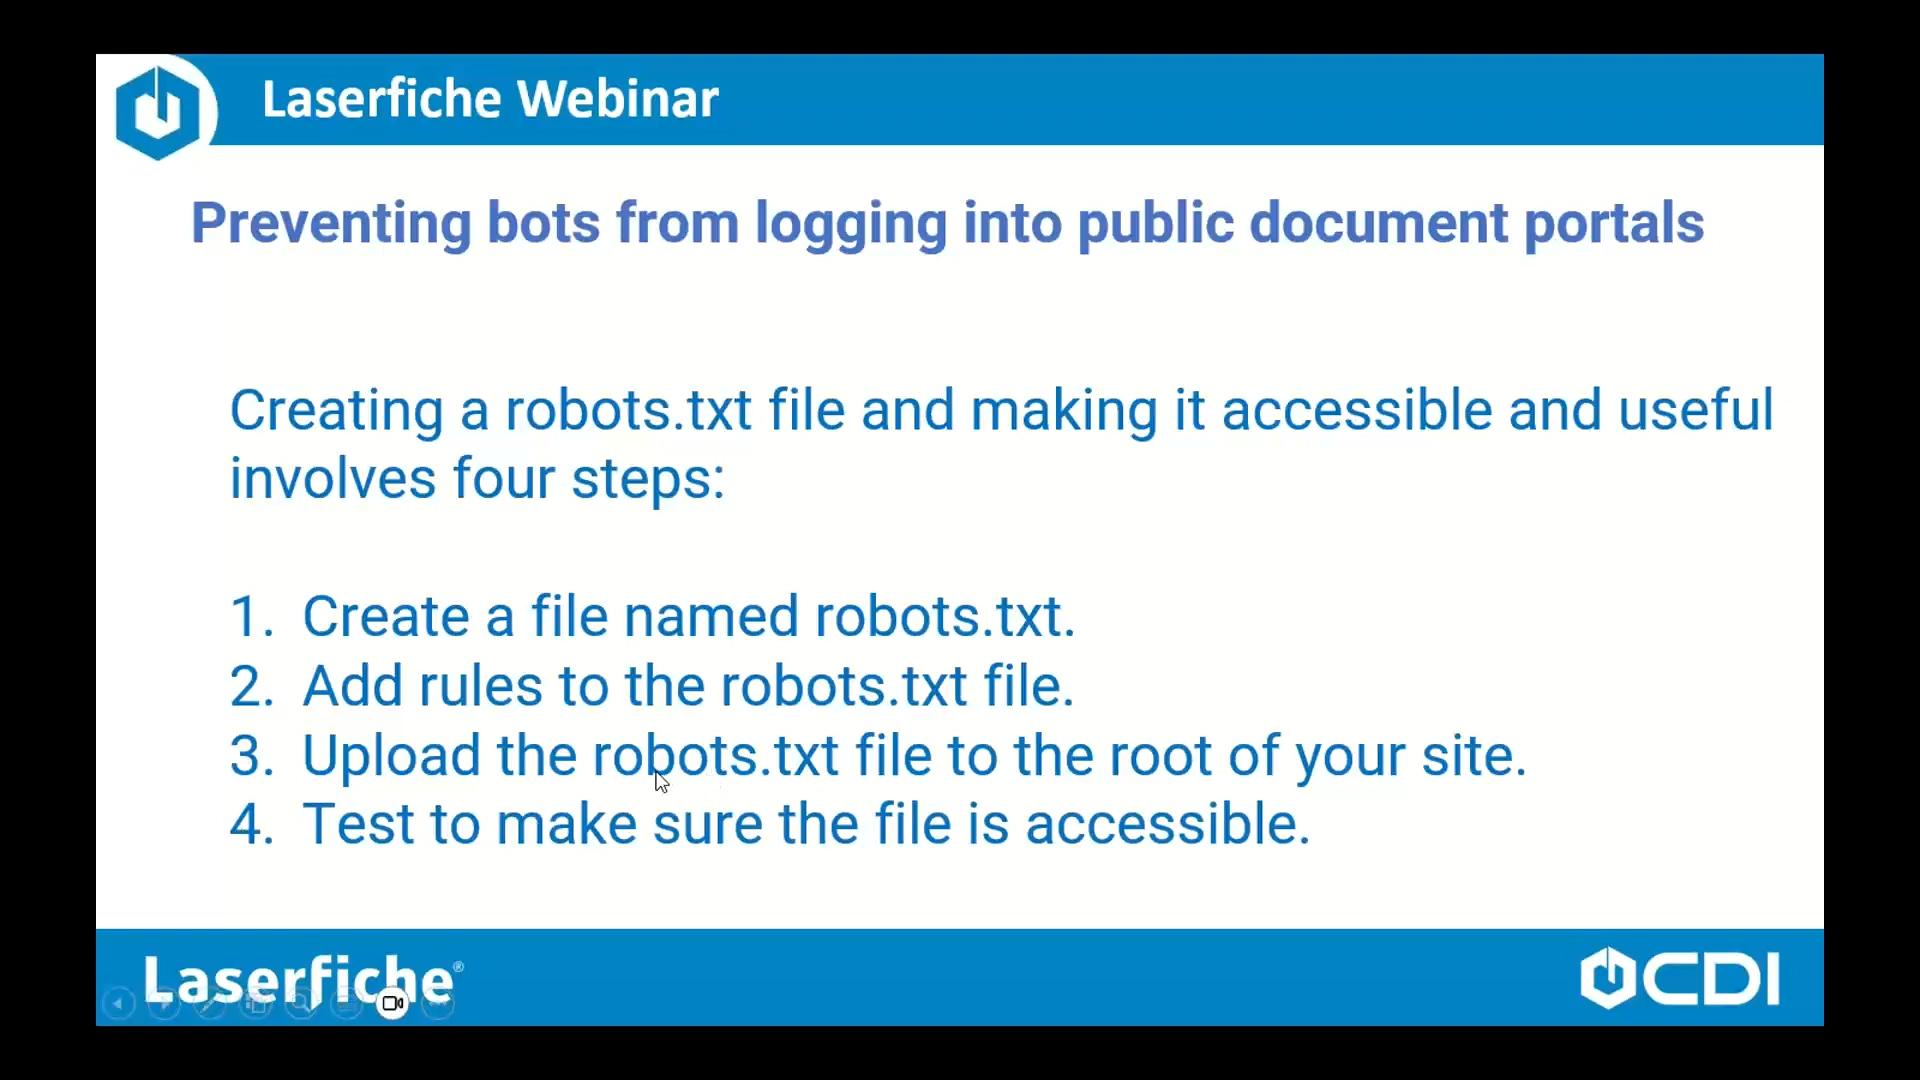 Laserfiche Webinar
Preventing bots from logging into public document portals
Creating a robots.txt file and making it accessible and useful
involves four steps:
1. Create a file named robots.txt.
2. Add rules to the robots.txt file.
3. Upload the robots.txt file to the root of your site.
4. Test to make sure the file is accessible.
Laserfiche®
CDI